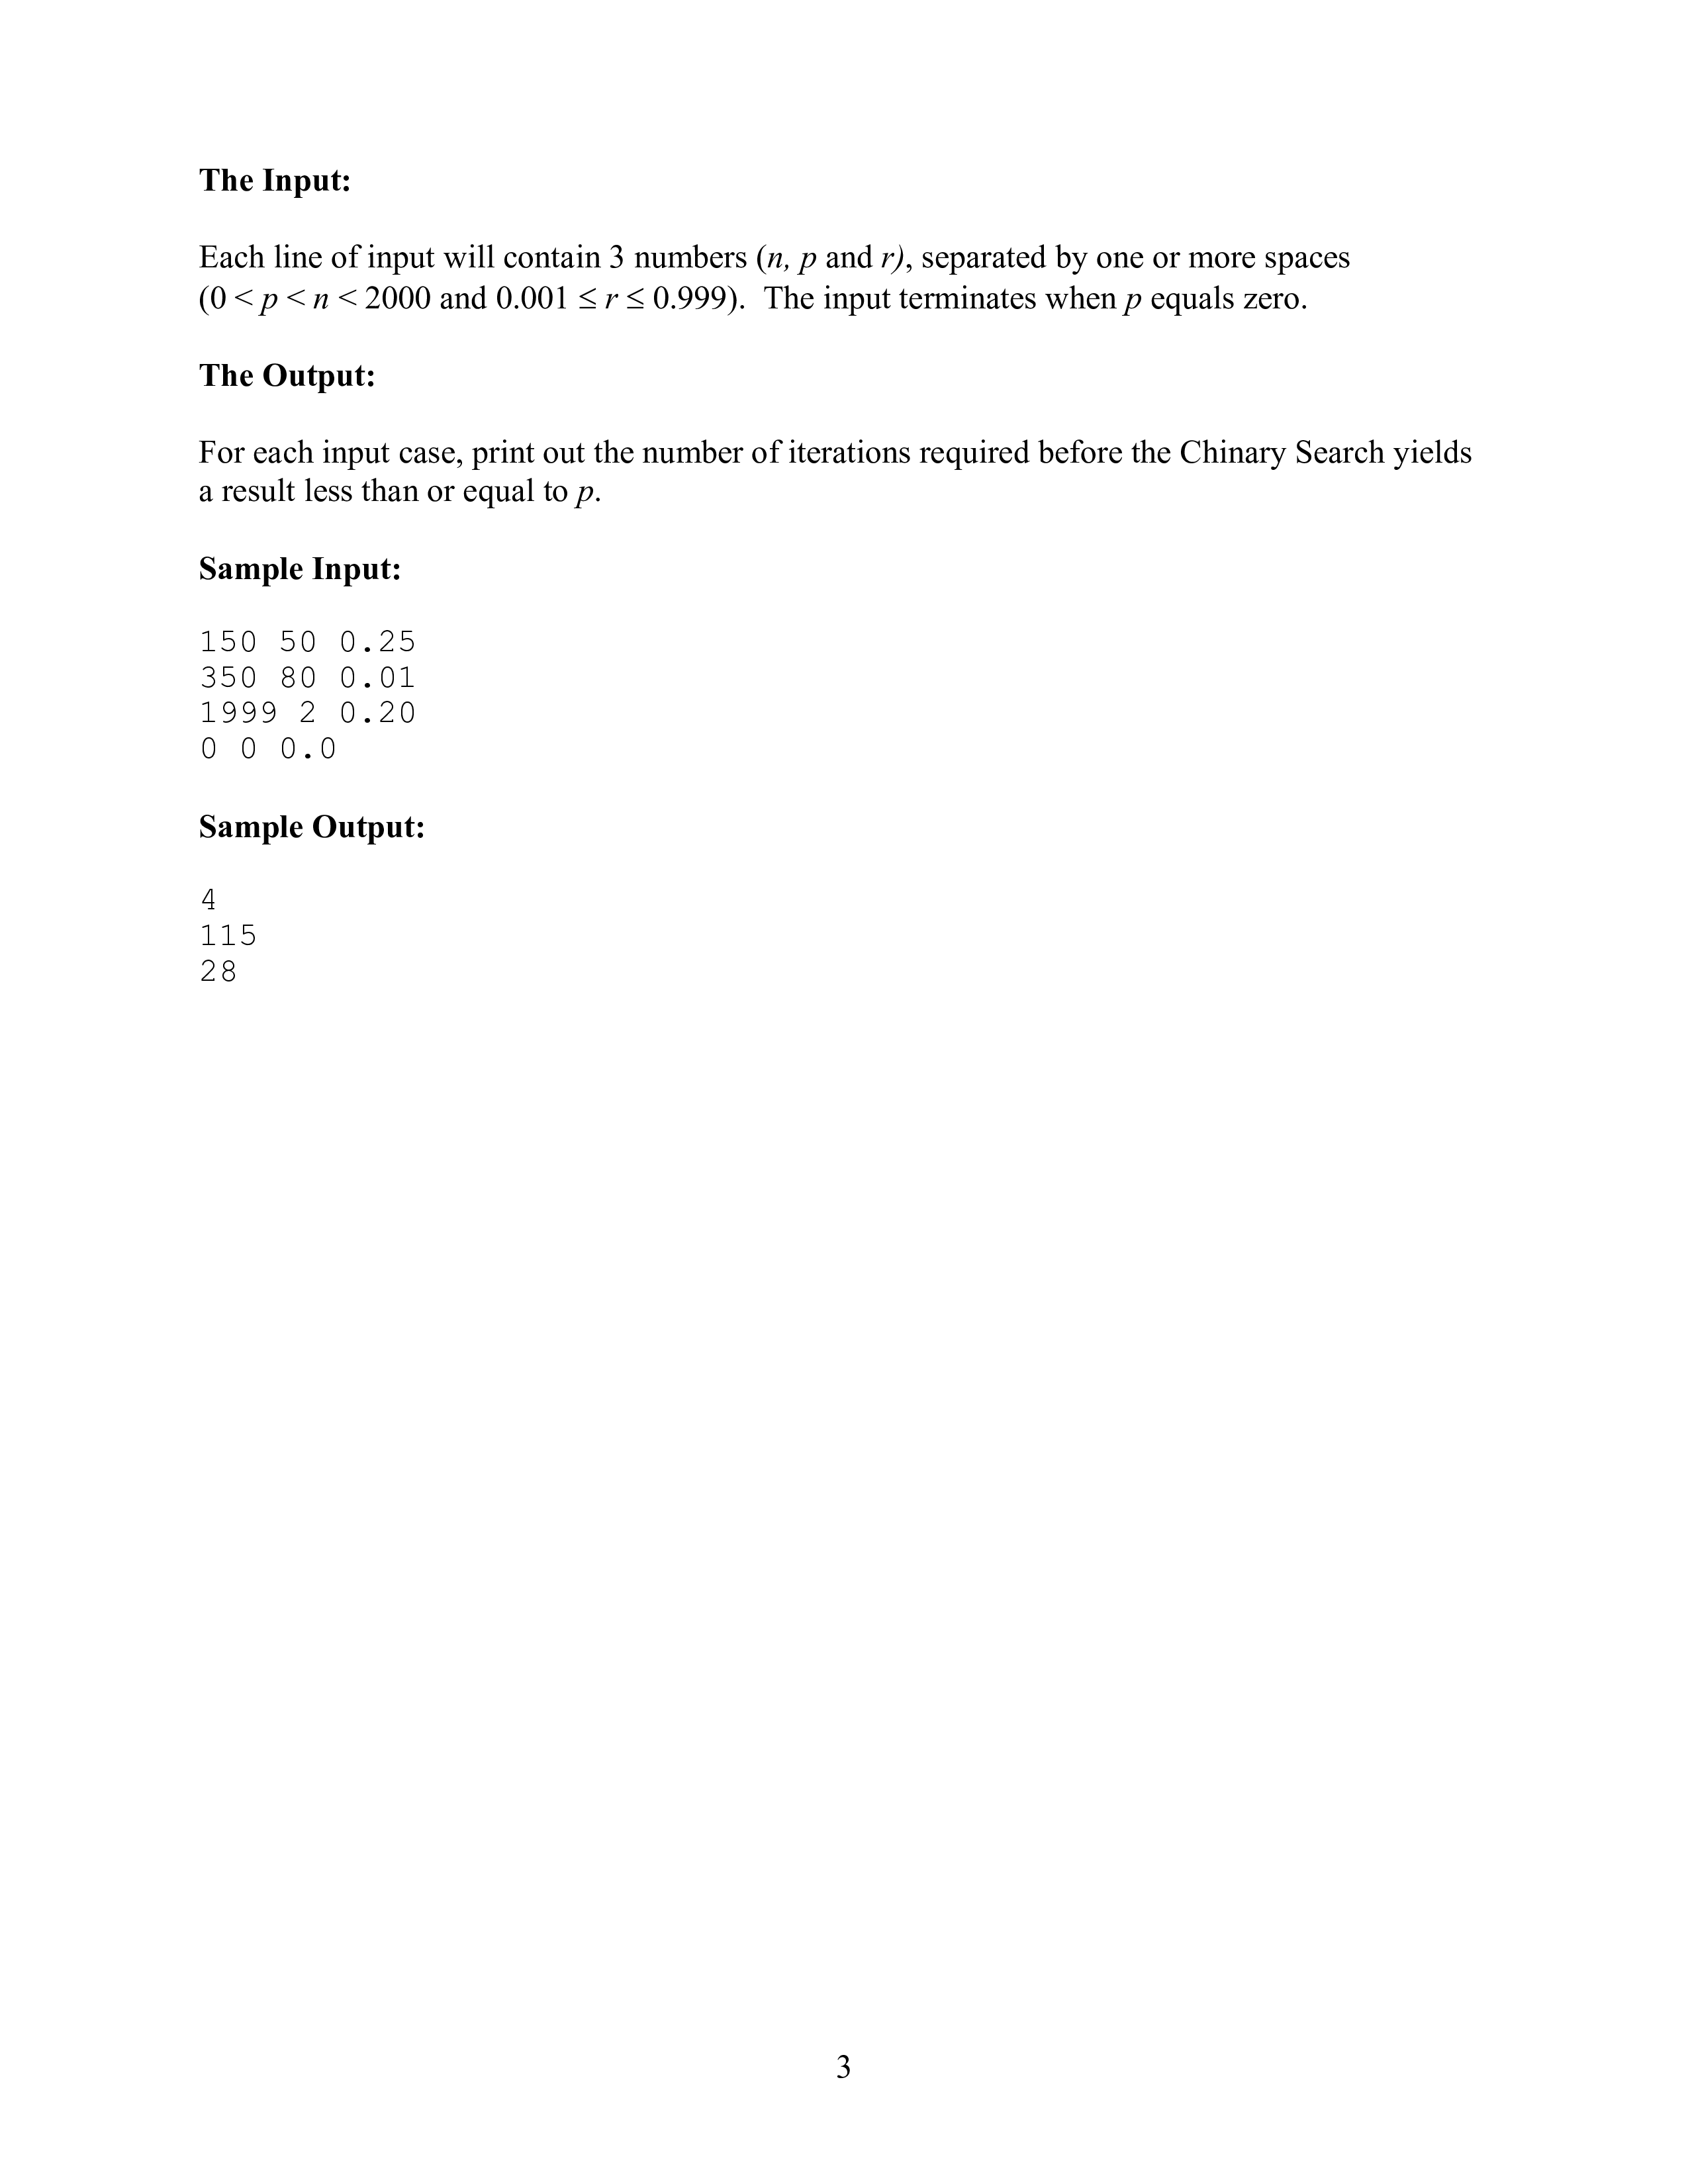 The Input:
Each line of input will contain 3 numbers (n, p and r), separated by one or more spaces
(0 < p < n < 2000 and 0.001 ≤ r ≤ 0.999).  The input terminates when p equals zero.
The Output:
For each input case, print out the number of iterations required before the Chinary Search yields
a result less than or equal to p.
Sample Input:
150 50 0.25
350 80 0.01
1999 2 0.20
0 0 0.0
Sample Output:
4
115
28
3